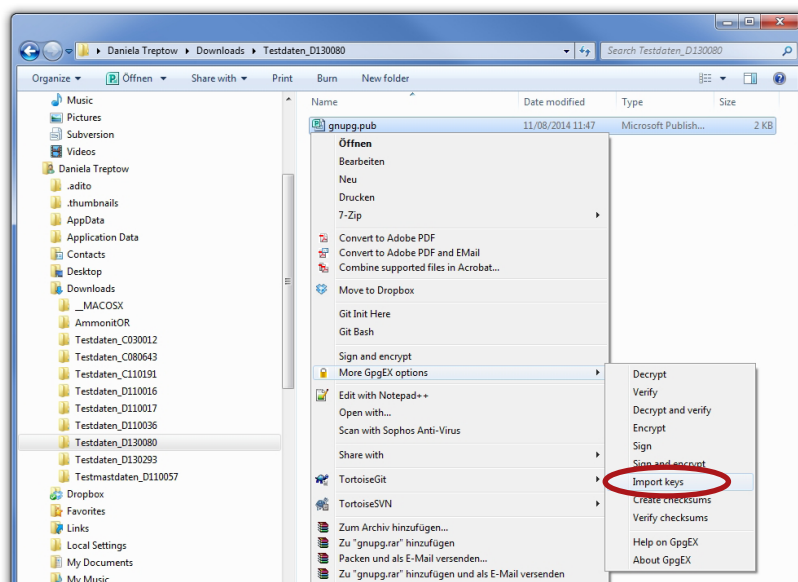 Daniela Treptow Downloads Testdaten_D130080 Search Testdaten_D130080
Organize Öffnen Share with Print Burn New folder
Music
Pictures
Subversion
Videos
Daniela Treptow
.adito
.thumbnails
AppData
Application Data
Contacts
Desktop
Downloads
__MACOSX
AmmonitOR
Testdaten_C030012
Testdaten_C080643
Testdaten_C110191
Testdaten_D110016
Testdaten_D110017
Testdaten_D110036
Testdaten_D130080
Testdaten_D130293
Testmastdaten_D110057
Dropbox
Favorites
Links
Local Settings
My Documents
My Music
Name Date modified Type Size
gnupg.pub 11/08/2014 11:47 Microsoft Publish... 2 KB
Öffnen
Bearbeiten
Neu
Drucken
7-Zip
Convert to Adobe PDF
Convert to Adobe PDF and EMail
Combine supported files in Acrobat...
Move to Dropbox
Git Init Here
Git Bash
Sign and encrypt
More GpgEX options
Edit with Notepad++
Open with...
Scan with Sophos Anti-Virus
Share with
TortoiseGit
TortoiseSVN
Zum Archiv hinzufügen...
Zu "gnupg.rar" hinzufügen
Packen und als E-Mail versenden...
Zu "gnupg.rar" hinzufügen und als E-Mail versenden
Decrypt
Verify
Decrypt and verify
Encrypt
Sign
Sign and encrypt
Import keys
Create checksums
Verify checksums
Help on GpgEX
About GpgEX